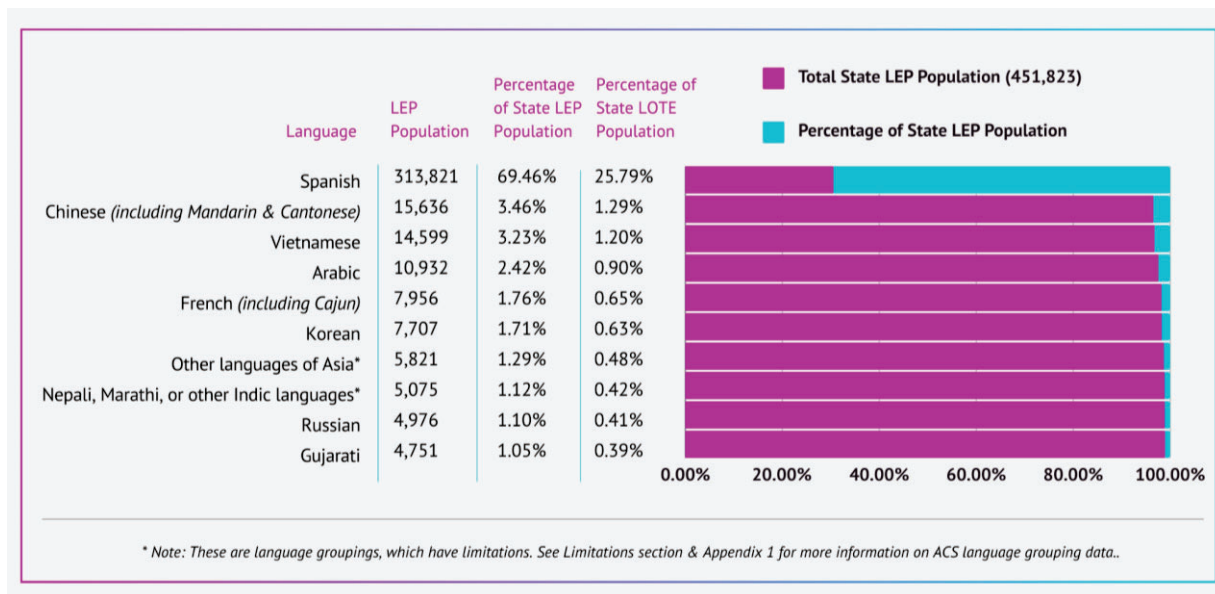 Total State LEP Population (451,823)
Percentage of State LEP Population
Language
LEP
Population
Percentage
of State LEP
Population
Percentage of
State LOTE
Population
Spanish 313,821 69.46% 25.79%
Chinese (including Mandarin & Cantonese) 15,636 3.46% 1.29%
Vietnamese 14,599 3.23% 1.20%
Arabic 10,932 2.42% 0.90%
French (including Cajun) 7,956 1.76% 0.65%
Korean 7,707 1.71% 0.63%
Other languages of Asia* 5,821 1.29% 0.48%
Nepali, Marathi, or other Indic languages* 5,075 1.12% 0.42%
Russian 4,976 1.10% 0.41%
Gujarati 4,751 1.05% 0.39%
0.00% 20.00% 40.00% 60.00% 80.00% 100.00%
* Note: These are language groupings, which have limitations. See Limitations section & Appendix 1 for more information on ACS language grouping data..